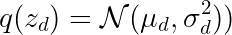 q(z_d) = \mathcal{N}(\mu_d, \sigma_d^2))